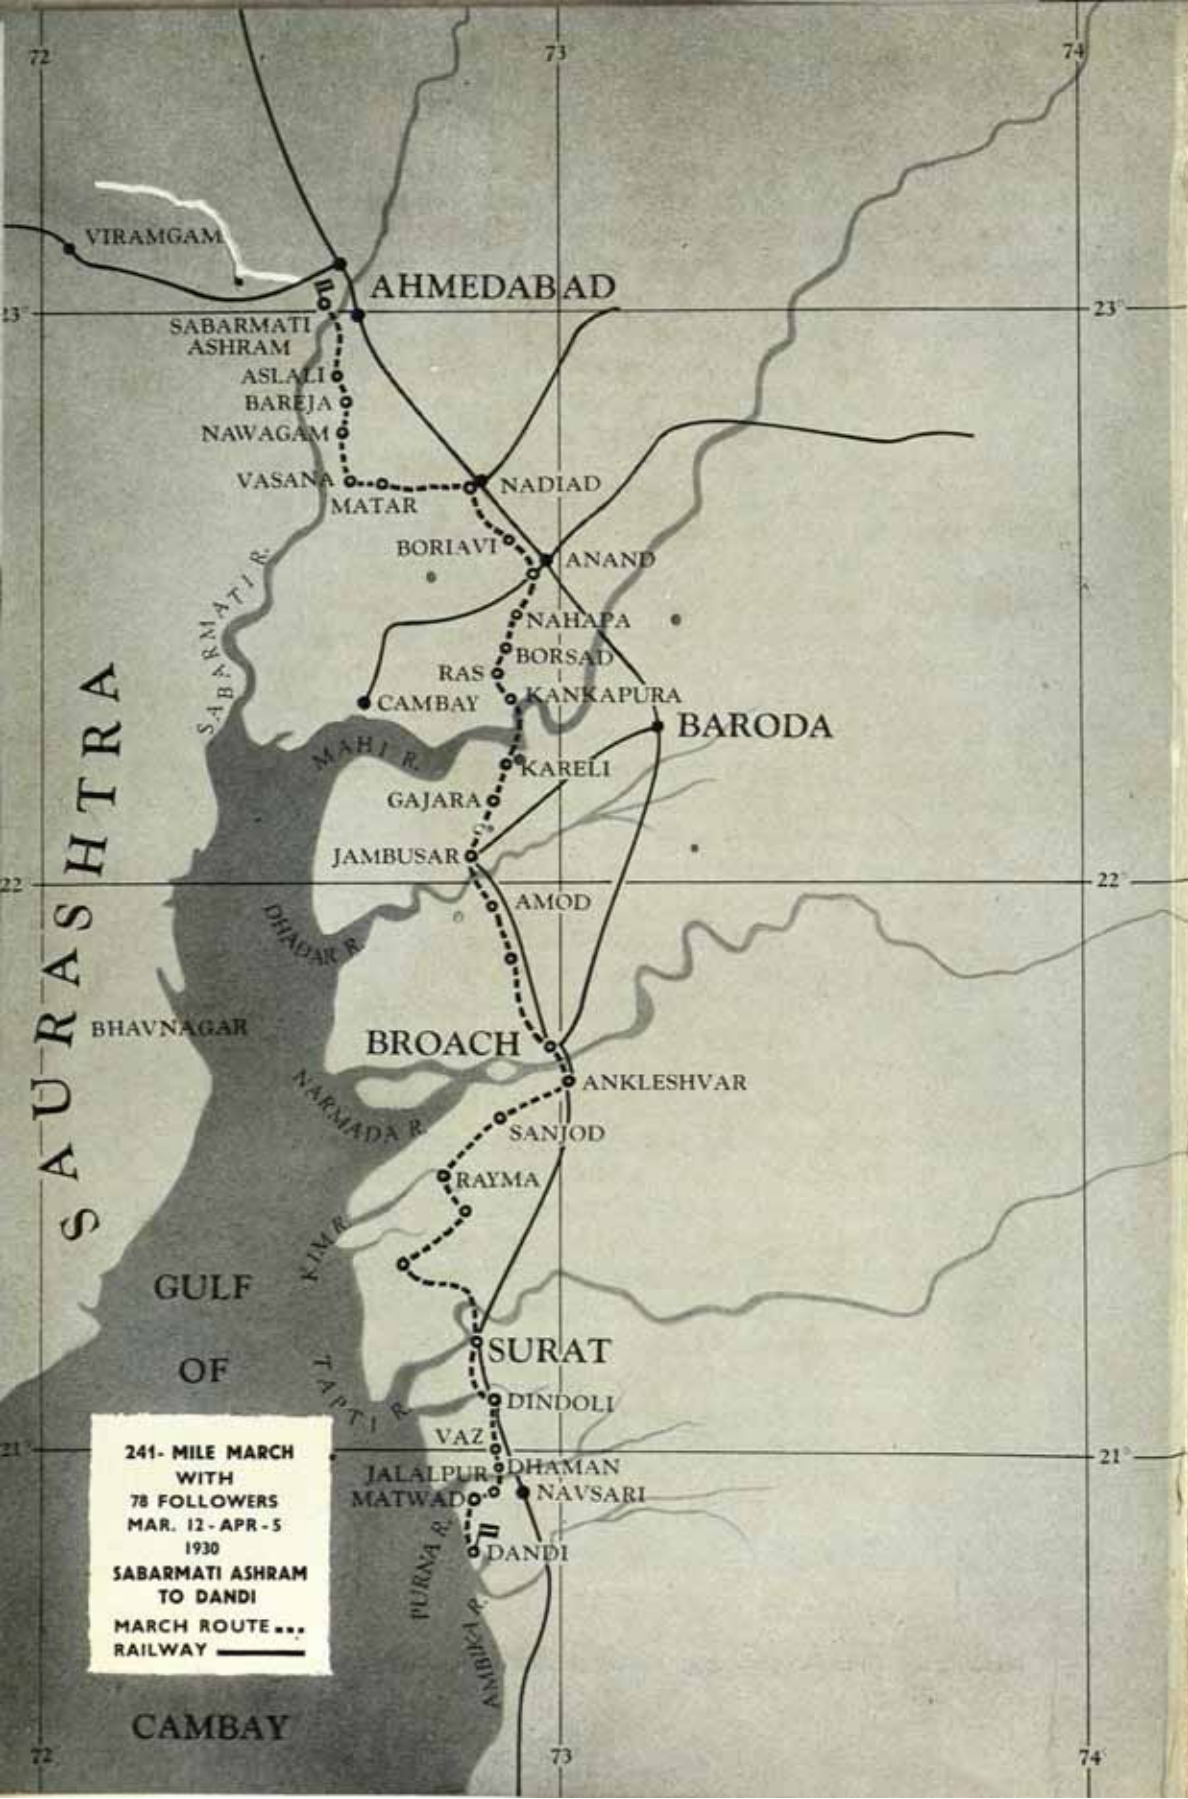 72
73
74
VIRAMGAM
AHMEDABAD
23°
SABARMATI
ASHRAM
ASLALI
BAREJA
NAWAGAM
VASANA
MATAR
NADIAD
BORIAVI
ANAND
SABARMATI R.
NAHAPA
BORSAD
RAS
KANKAPURA
CAMBAY
BARODA
MAHI R.
KARELI
GAJARA
JAMBUSAR
22
22°
AMOD
DHADAR R.
SAURASHTRA
BHAVNAGAR
BROACH
ANKLESHVAR
NARMADA R.
SANJOD
RAYMA
KIM R.
GULF
OF
CAMBAY
SURAT
TAPTI R.
DINDOLI
VAZ
21°
21°
DHAMAN
JALALPUR
MATWAD
NAVSARI
DANDI
PURNA R.
AMBIKA R.
241- MILE MARCH
WITH
78 FOLLOWERS
MAR. 12 - APR - 5
1930
SABARMATI ASHRAM
TO DANDI
MARCH ROUTE
RAILWAY
72
73
74°